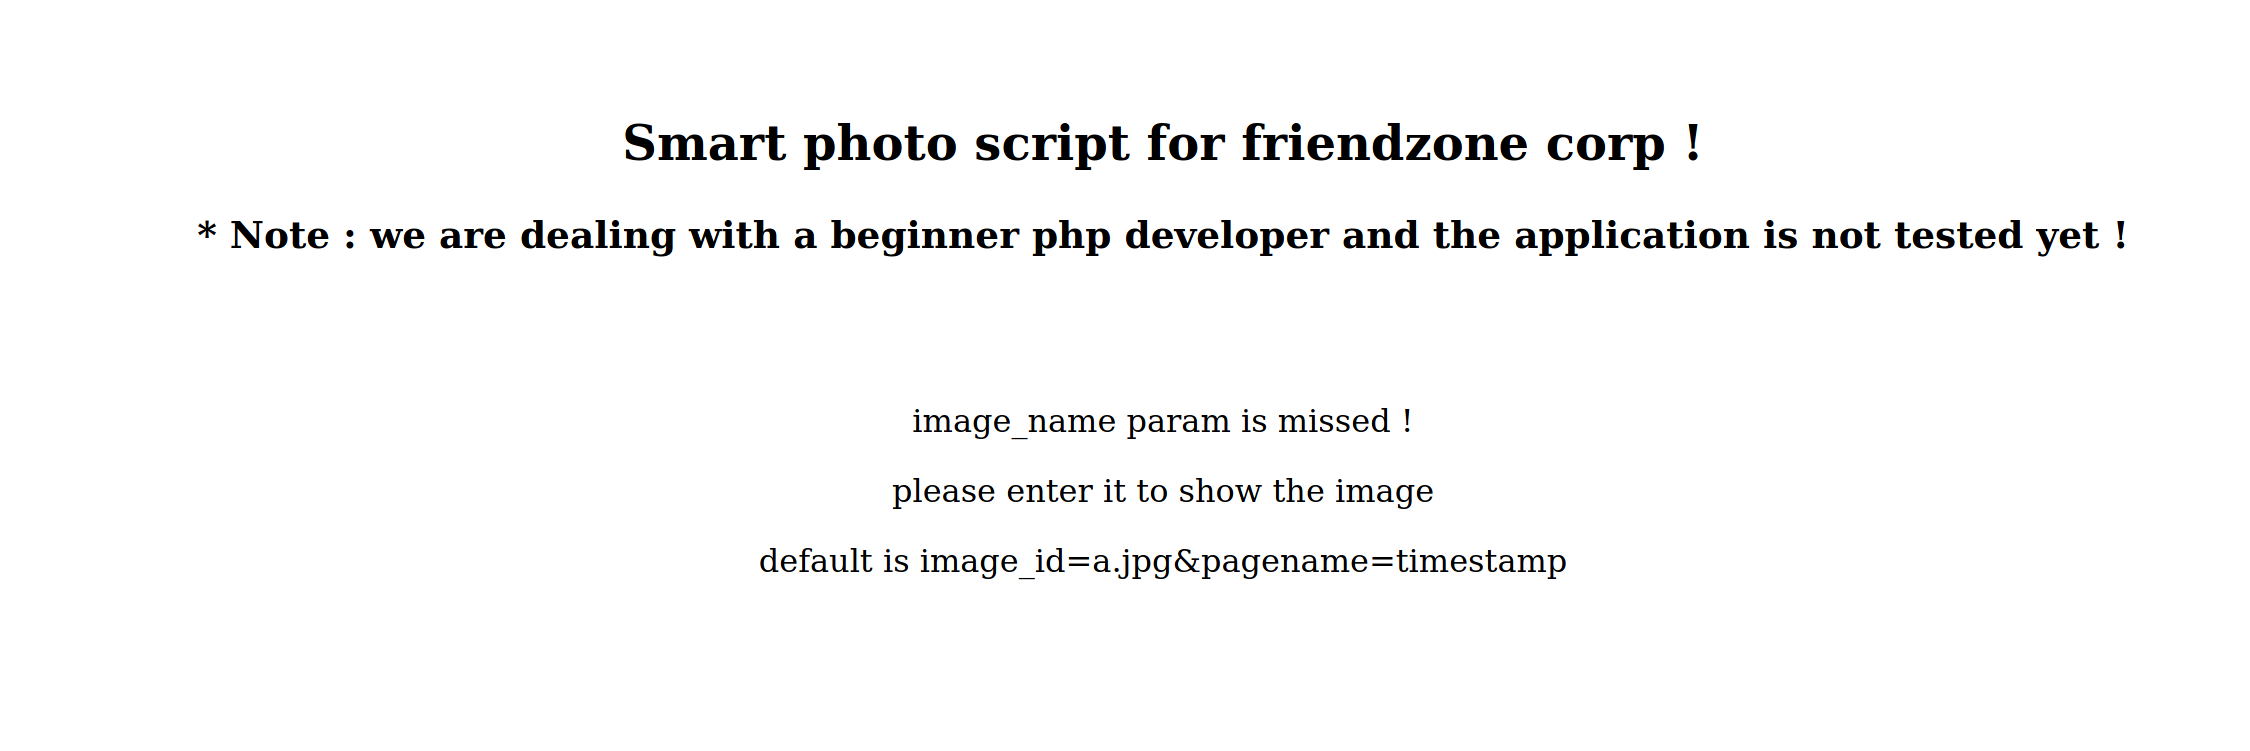 Smart photo script for friendzone corp !
* Note : we are dealing with a beginner php developer and the application is not tested yet !
image_name param is missed !
please enter it to show the image
default is image_id=a.jpg&pagename=timestamp